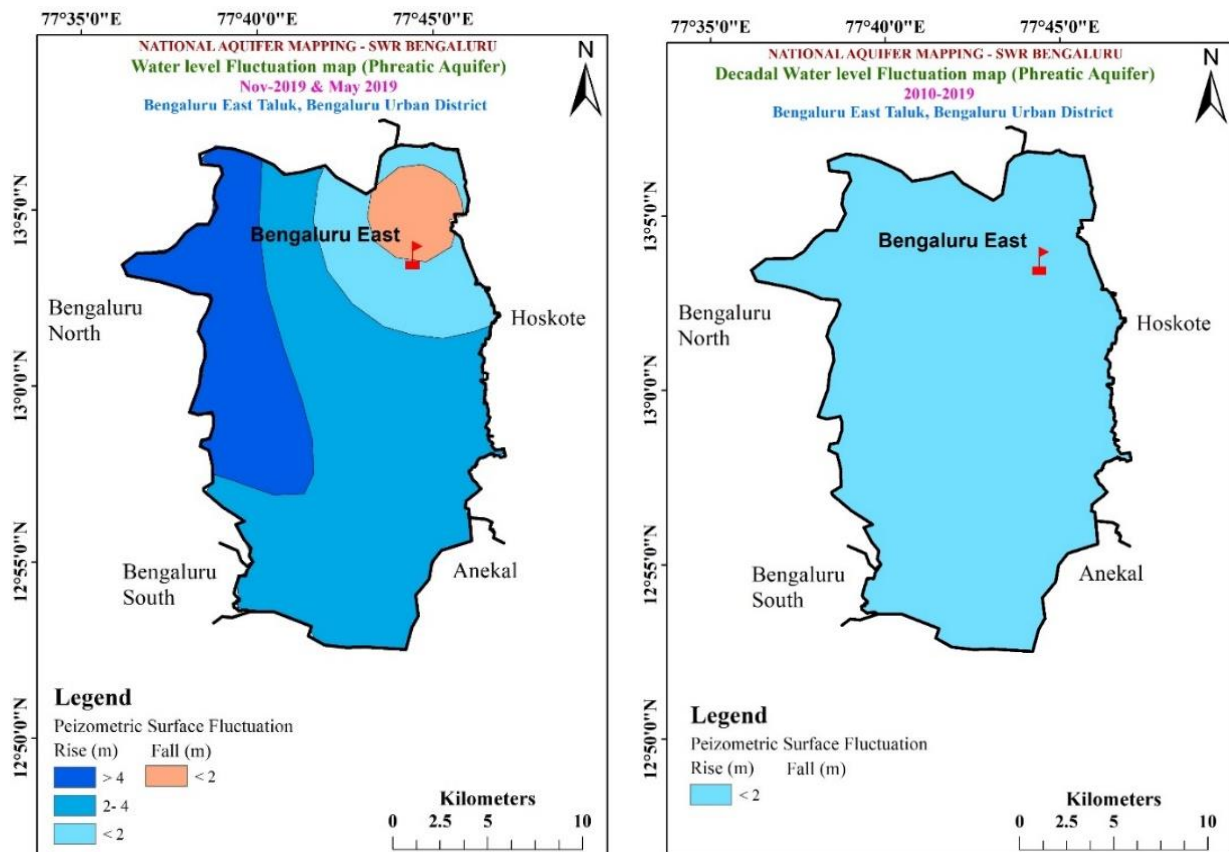 77°35'0"E 77°40'0"E 77°45'0"E
NATIONAL AQUIFER MAPPING - SWR BENGALURU
Water level Fluctuation map (Phreatic Aquifer)
Nov-2019 & May 2019
Bengaluru East Taluk, Bengaluru Urban District
N
13°5'0"N
Bengaluru East
Bengaluru
North
Hoskote
13°0'0"N
12°55'0"N
Bengaluru
South
Anekal
12°50'0"N
Legend
Peizometric Surface Fluctuation
Rise (m) Fall (m)
> 4 < 2
2- 4
< 2
Kilometers
0 2.5 5 10
77°35'0"E 77°40'0"E 77°45'0"E
NATIONAL AQUIFER MAPPING - SWR BENGALURU
Decadal Water level Fluctuation map (Phreatic Aquifer)
2010-2019
Bengaluru East Taluk, Bengaluru Urban District
N
13°5'0"N
Bengaluru East
Bengaluru
North
Hoskote
13°0'0"N
12°55'0"N
Bengaluru
South
Anekal
12°50'0"N
Legend
Peizometric Surface Fluctuation
Rise (m) Fall (m)
< 2
Kilometers
0 2.5 5 10